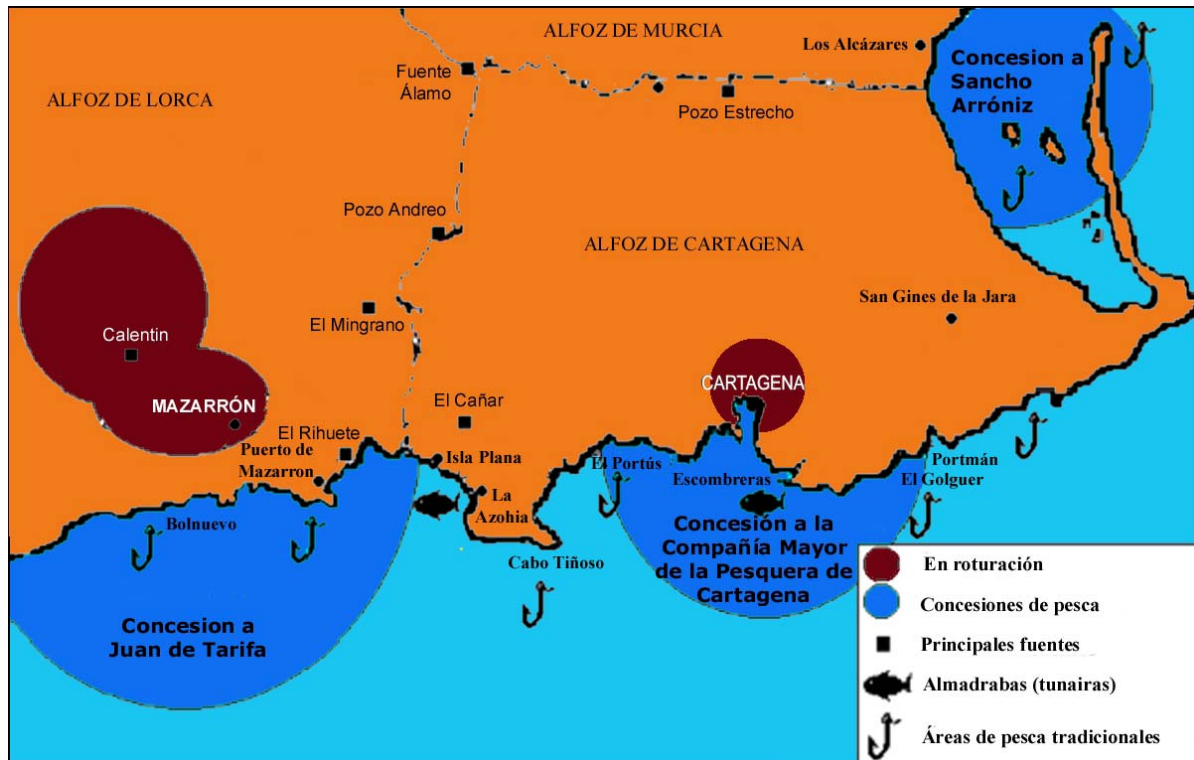 ALFOZ DE MURCIA
Los Alcázares
Concesion a
Sancho
Arróniz
Fuente
Álamo
ALFOZ DE LORCA
Pozo Estrecho
Pozo Andreo
ALFOZ DE CARTAGENA
San Gines de la Jara
El Mingrano
Calentin
CARTAGENA
MAZARRÓN
El Cañar
El Rihuete
Puerto de
Mazarron
Isla Plana
El Portús
Escombreras
Portmán
El Golguer
La
Azohia
Bolnuevo
Cabo Tiñoso
Concesión a la
Compañía Mayor
de la Pesquera de
Cartagena
Concesion a
Juan de Tarifa
En roturación
Concesiones de pesca
Principales fuentes
Almadrabas (tunairas)
Áreas de pesca tradicionales